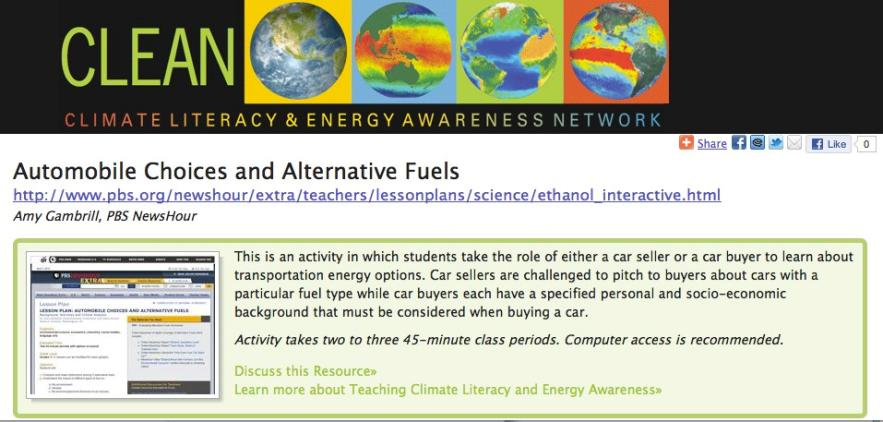 CLEAN
CLIMATE LITERACY & ENERGY AWARENESS NETWORK
Share
Like
0
Automobile Choices and Alternative Fuels
http://www.pbs.org/newshour/extra/teachers/lessonplans/science/ethanol_interactive.html
Amy Gambrill, PBS NewsHour
LESSON PLAN: AUTOMOBILE CHOICES AND ALTERNATIVE FUELS
This is an activity in which students take the role of either a car seller or a car buyer to learn about
transportation energy options. Car sellers are challenged to pitch to buyers about cars with a
particular fuel type while car buyers each have a specified personal and socio-economic
background that must be considered when buying a car.
Activity takes two to three 45-minute class periods. Computer access is recommended.
Discuss this Resource»
Learn more about Teaching Climate Literacy and Energy Awareness»